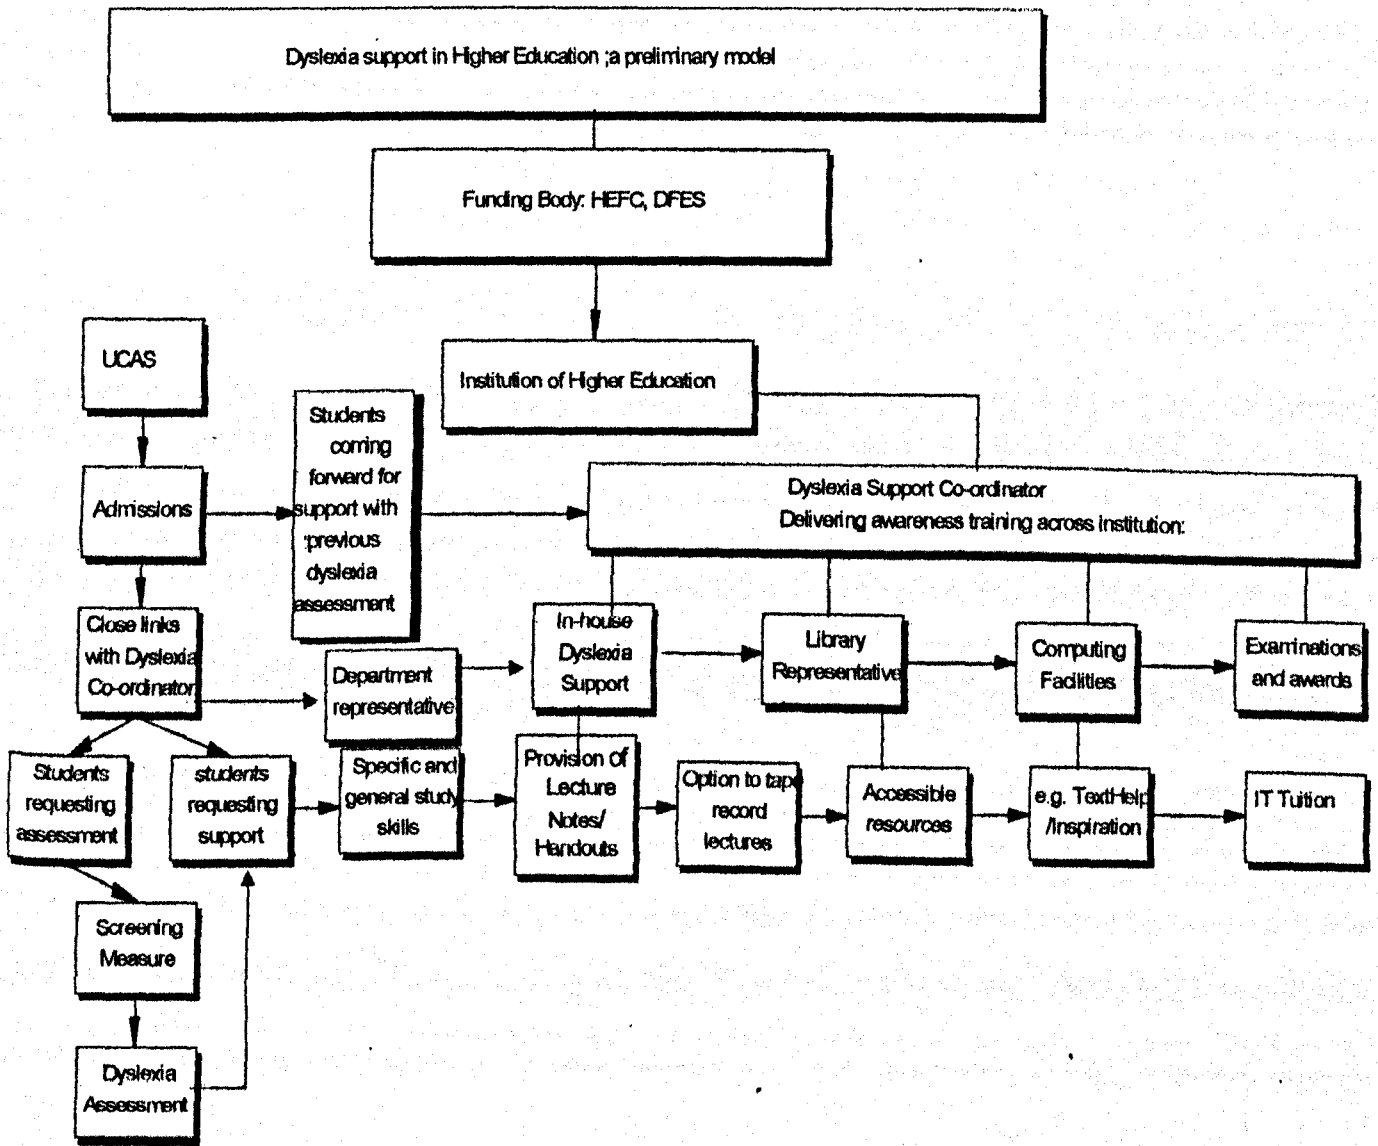 Dyslexia support in Higher Education ;a preliminary model
Funding Body: HEFC, DFES
UCAS
Institution of Higher Education
Students
coming
forward for
support with
:previous
dyslexia
assessment
Admissions
Dyslexia Support Co-ordinator
Delivering awareness training across institution:
Close links
with Dyslexia
Co-ordinator
Department
representative
In-house
Dyslexia
Support
Library
Representative
Computing
Facilities
Examinations
and awards
Students
requesting
assessment
students
requesting
support
Specific and
general study
skills
Provision Of
Lecture
Notes/
Handouts
Option to tape
record
lectures
Accessible
resources
e.g. TextHelp
/Inspiration
IT Tuition
Screening
Measure
Dyslexia
Assessment